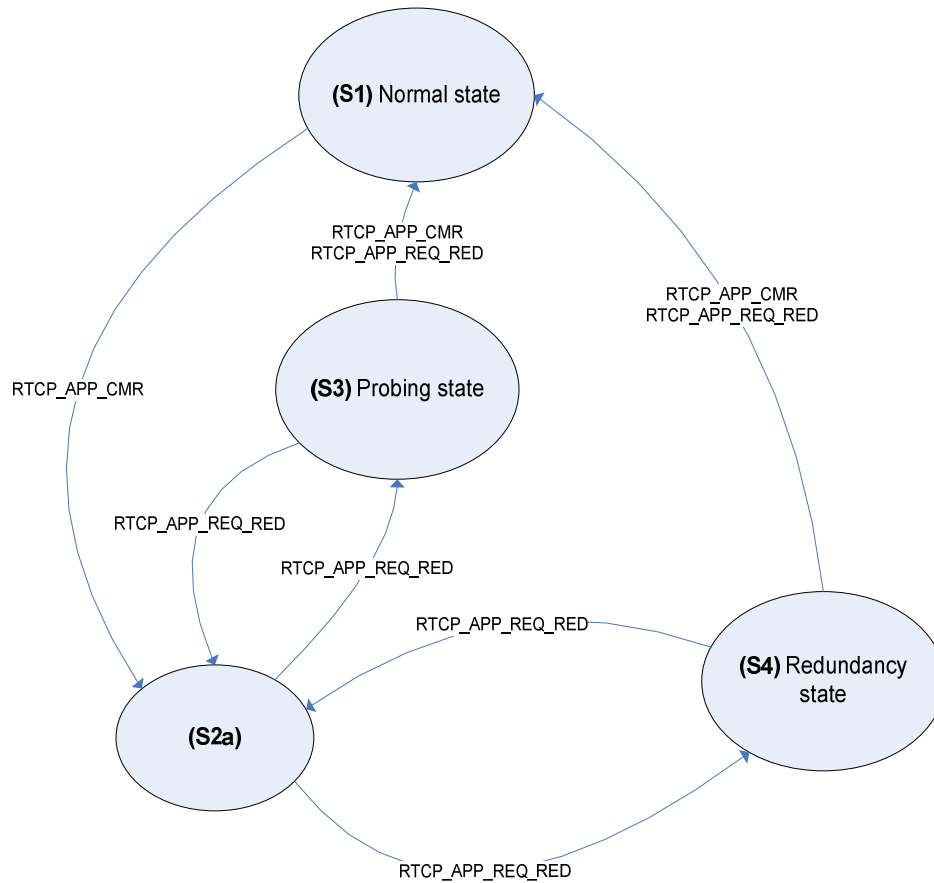 (S1) Normal state
RTCP_APP_CMR
RTCP_APP_REQ_RED
RTCP_APP_CMR
RTCP_APP_REQ_RED
RTCP_APP_CMR
(S3) Probing state
RTCP_APP_REQ_RED
RTCP_APP_REQ_RED
RTCP_APP_REQ_RED
(S4) Redundancy
state
(S2a)
RTCP_APP_REQ_RED